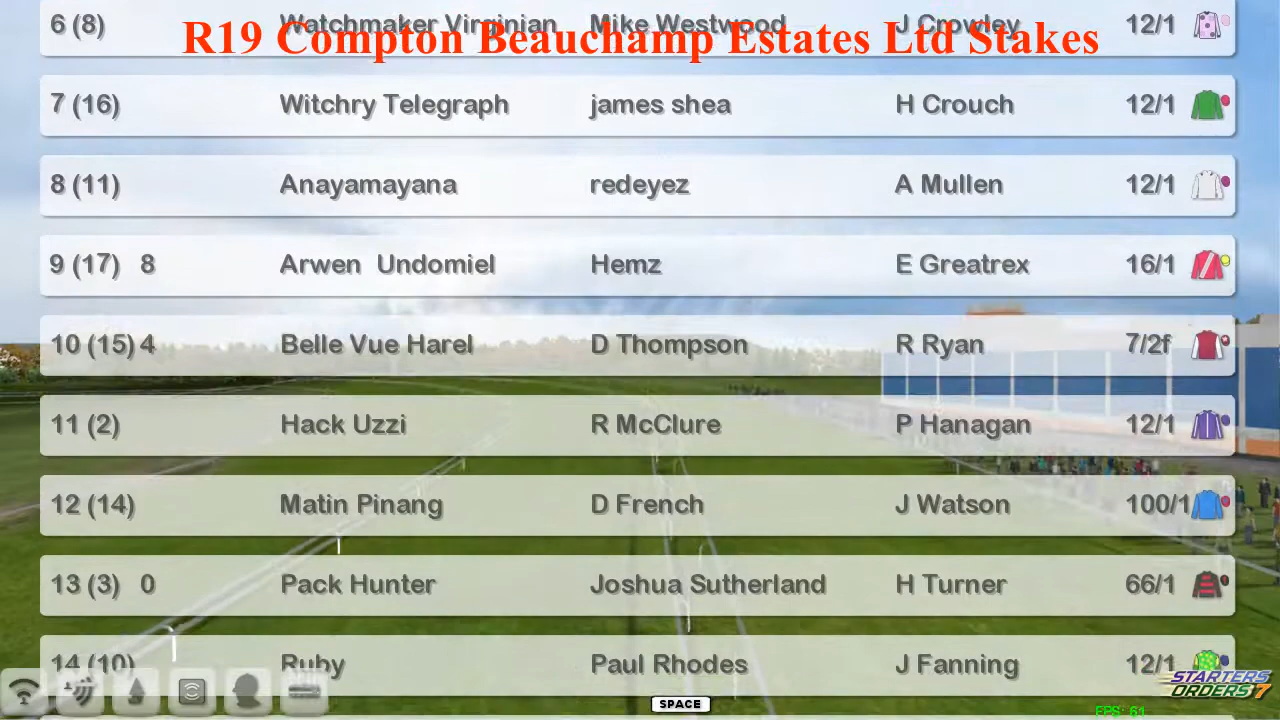 6 (8) Watchmaker Virginian Mike Westwood J Crowley 12/1
R19 Compton Beauchamp Estates Ltd Stakes
7 (16) Witchry Telegraph james shea H Crouch 12/1
8 (11) Anayamayana redeyez A Mullen 12/1
9 (17) 8 Arwen Undomiel Hemz E Greatrex 16/1
10 (15) 4 Belle Vue Harel D Thompson R Ryan 7/2f
11 (2) Hack Uzzi R McClure P Hanagan 12/1
12 (14) Matin Pinang D French J Watson 100/1
13 (3) 0 Pack Hunter Joshua Sutherland H Turner 66/1
14 (10) Ruby Paul Rhodes J Fanning 12/1
STARTERS
ORDERS 7
SPACE
FPS: 61